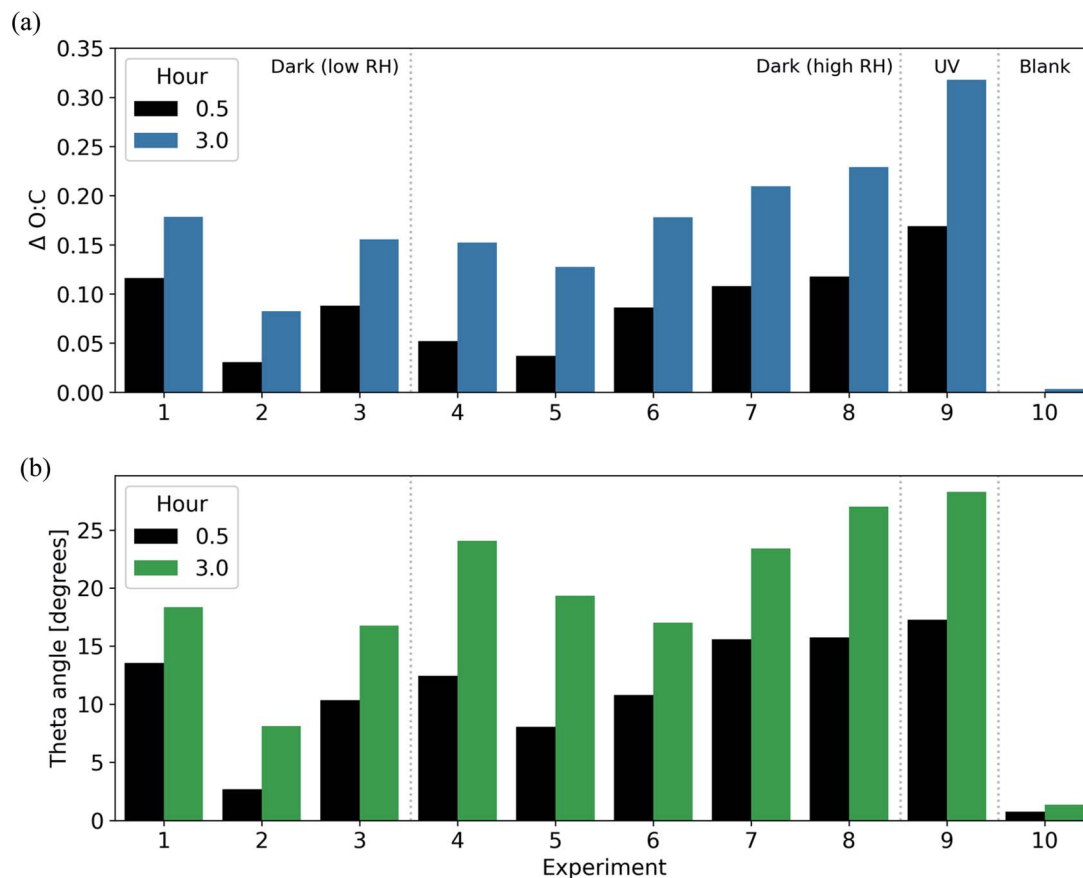 (a)
0.35
0.30
0.25
0.20
0.15
0.10
0.05
0.00
Δ O:C
Hour
0.5
3.0
Dark (low RH)
Dark (high RH)
UV
Blank
1 2 3 4 5 6 7 8 9 10
(b)
25
20
15
10
5
0
Theta angle [degrees]
Hour
0.5
3.0
1 2 3 4 5 6 7 8 9 10
Experiment